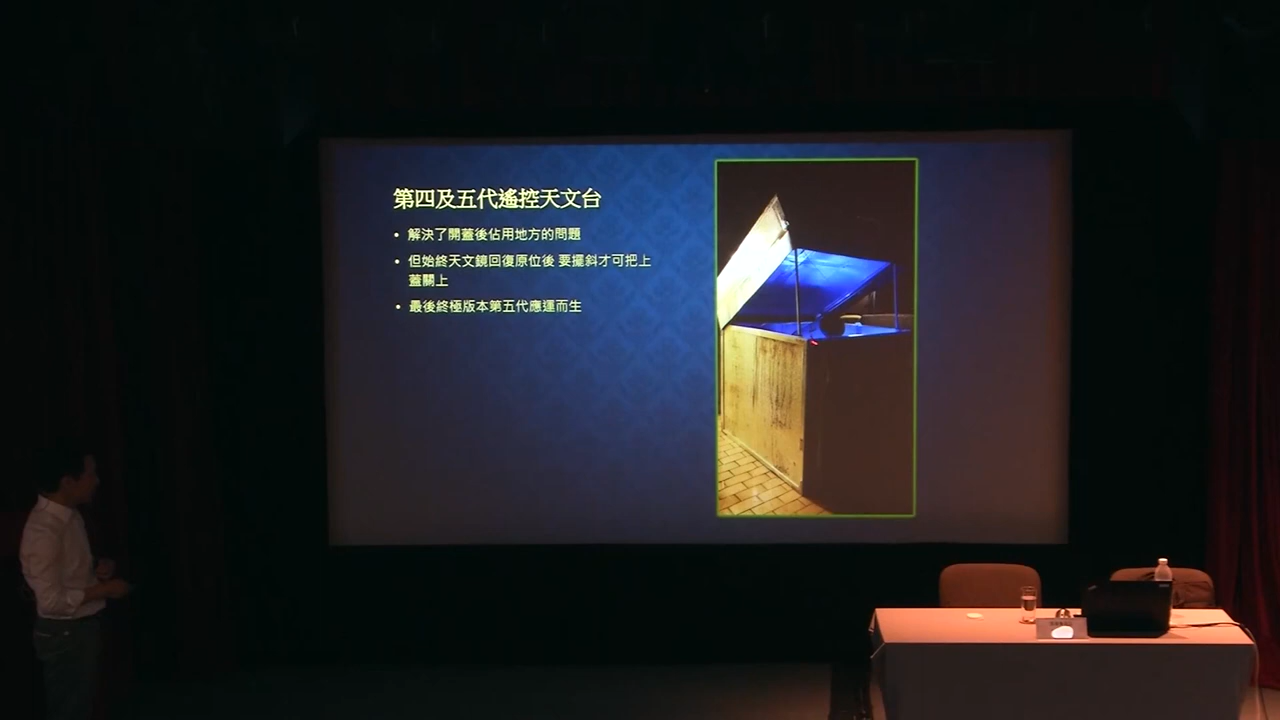 第四及五代遙控天文台
• 解決了開蓋後佔用地方的問題
• 但始終天文鏡回復原位後 要擺斜才可把上
蓋關上
• 最後終極版本第五代應運而生